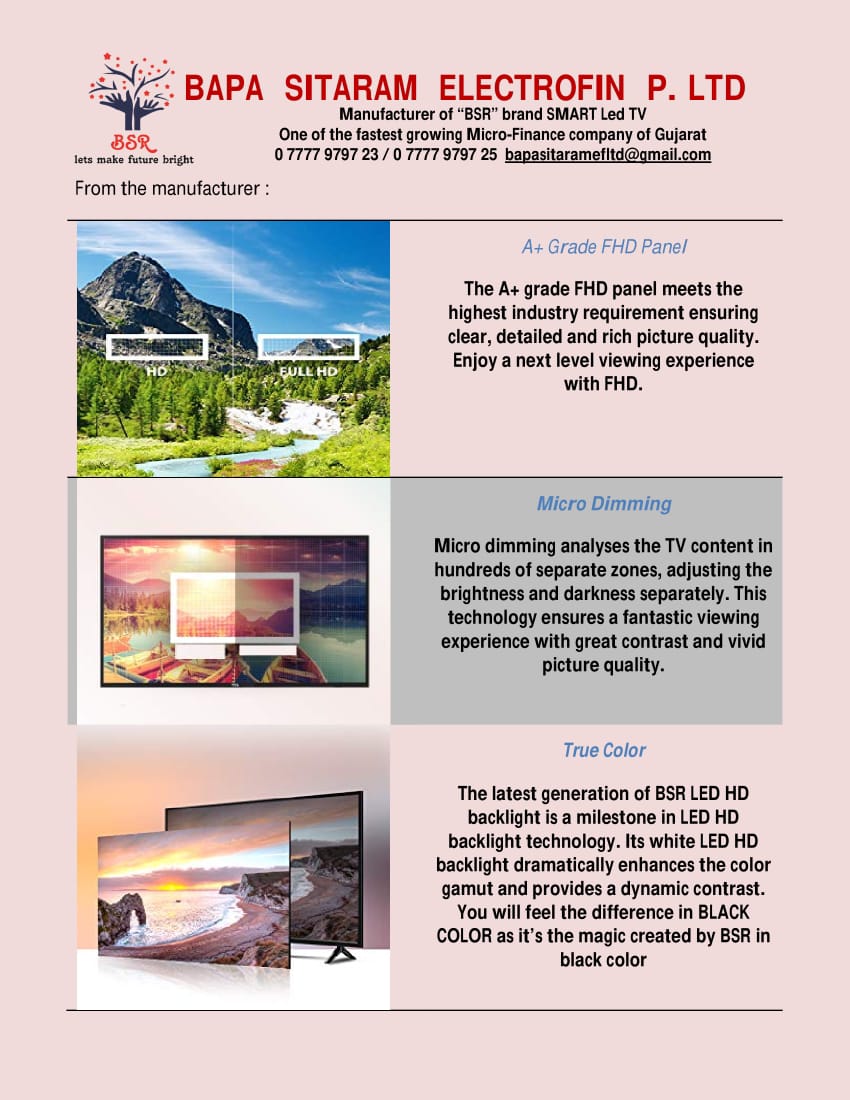 BAPA SITARAM ELECTROFIN P. LTD
Manufacturer of “BSR” brand SMART Led TV
One of the fastest growing Micro-Finance company of Gujarat
0 7777 9797 23 / 0 7777 9797 25 bapasitaramefltd@gmail.com
BSR
lets make future bright
From the manufacturer :
HD
FULL HD
A+ Grade FHD Panel
The A+ grade FHD panel meets the
highest industry requirement ensuring
clear, detailed and rich picture quality.
Enjoy a next level viewing experience
with FHD.
Micro Dimming
Micro dimming analyses the TV content in
hundreds of separate zones, adjusting the
brightness and darkness separately. This
technology ensures a fantastic viewing
experience with great contrast and vivid
picture quality.
True Color
The latest generation of BSR LED HD
backlight is a milestone in LED HD
backlight technology. Its white LED HD
backlight dramatically enhances the color
gamut and provides a dynamic contrast.
You will feel the difference in BLACK
COLOR as it’s the magic created by BSR in
black color